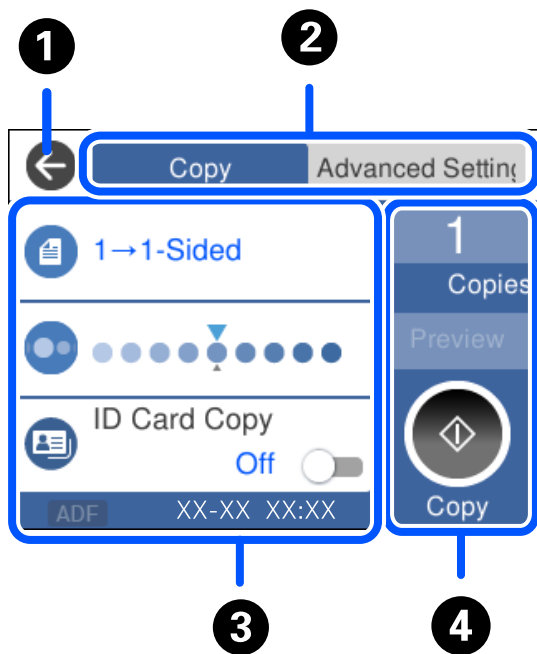 1
2
Copy
Advanced Setting
1→1-Sided
1
Copies
Preview
ID Card Copy
Off
ADF
XX-XX XX:XX
Copy
3
4